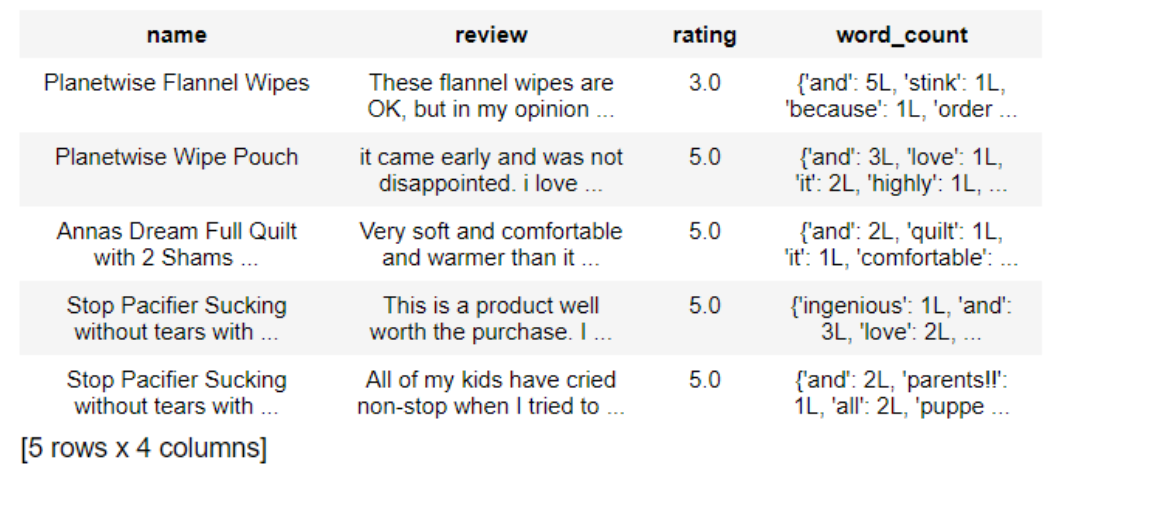 name review rating word_count
Planetwise Flannel Wipes These flannel wipes are 3.0 {'and': 5L, 'stink': 1L,
OK, but in my opinion ... 'because': 1L, 'order ...
Planetwise Wipe Pouch it came early and was not 5.0 {'and': 3L, 'love': 1L,
disappointed. i love ... 'it': 2L, 'highly': 1L, ...
Annas Dream Full Quilt Very soft and comfortable 5.0 {'and': 2L, 'quilt': 1L,
with 2 Shams ... and warmer than it ... 'it': 1L, 'comfortable': ...
Stop Pacifier Sucking This is a product well 5.0 {'ingenious': 1L, 'and':
without tears with ... worth the purchase. I ... 3L, 'love': 2L, ...
Stop Pacifier Sucking All of my kids have cried 5.0 {'and': 2L, 'parents!!':
without tears with ... non-stop when I tried to ... 1L, 'all': 2L, 'puppe ...
[5 rows x 4 columns]